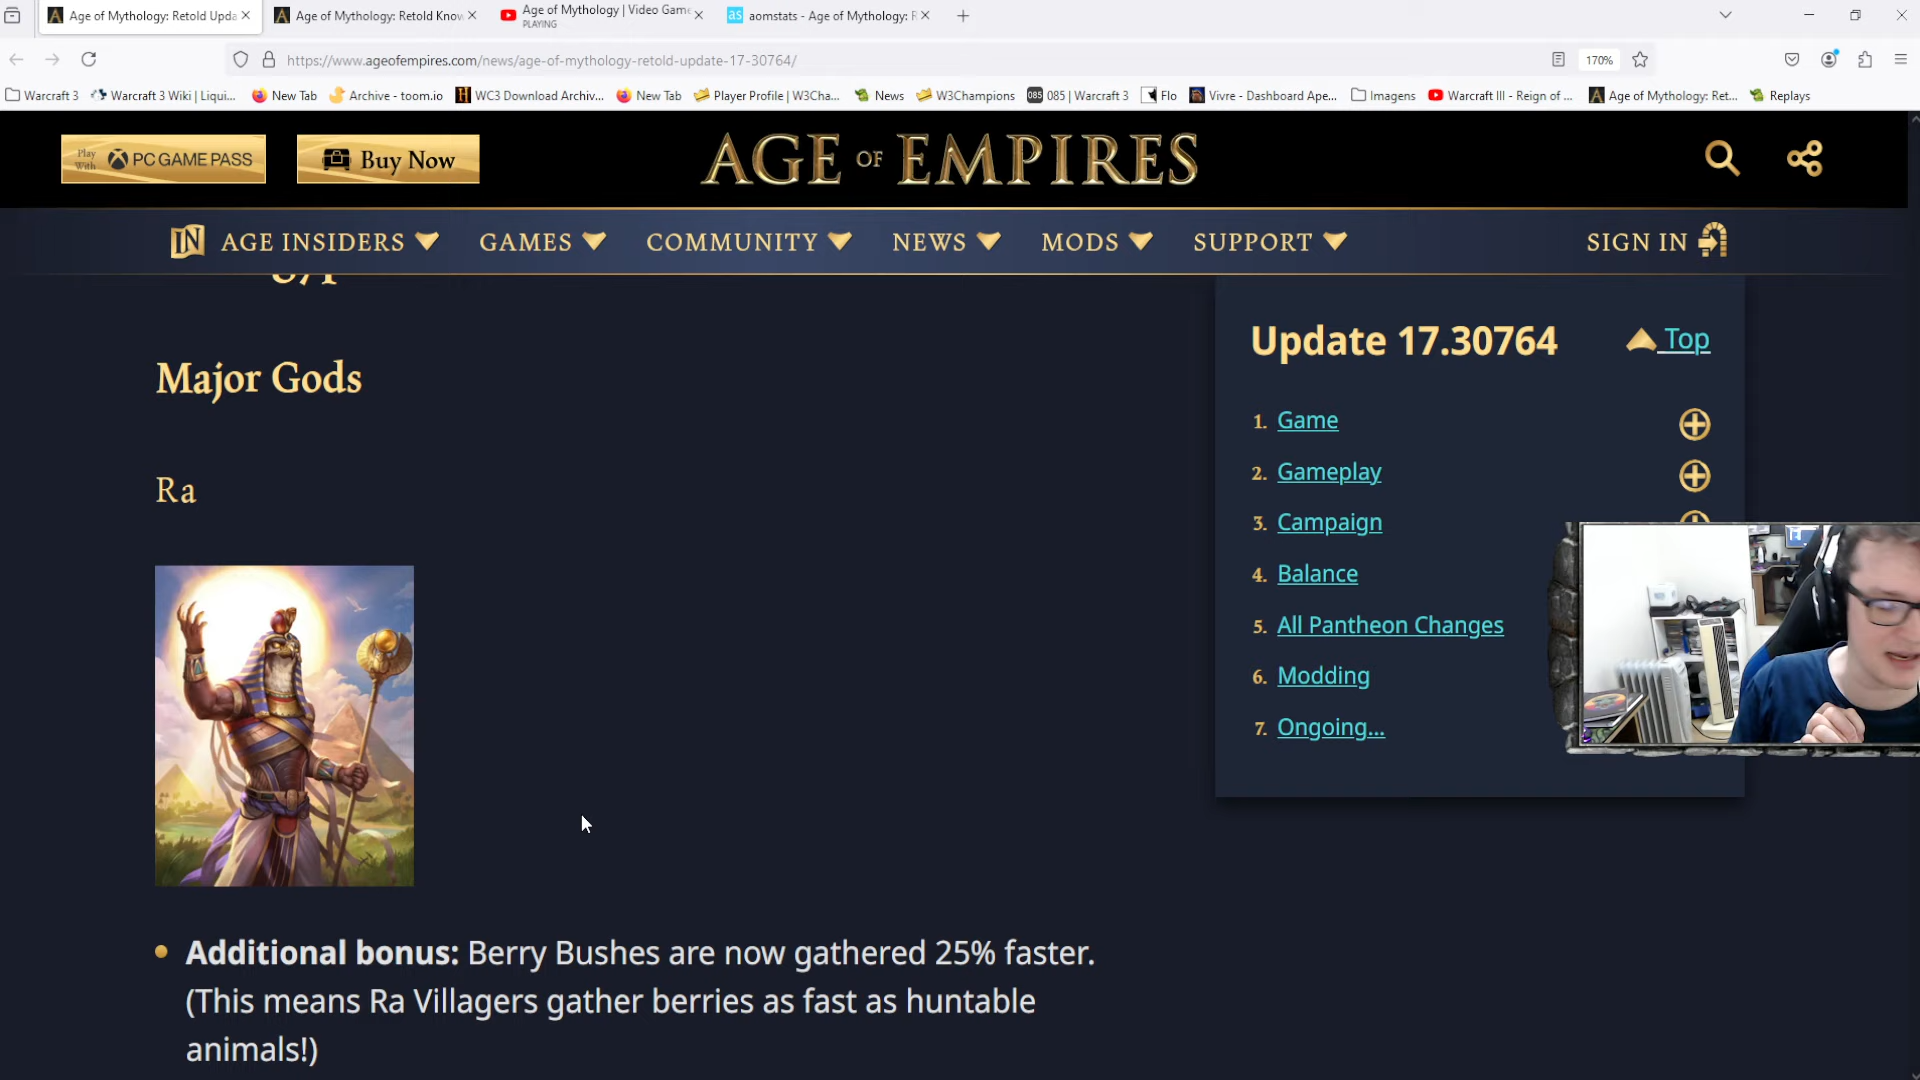 Age of Mythology: Retold Upda
Age of Mythology: Retold Know
Age of Mythology | Video Game
PLAYING
aomstats - Age of Mythology: R
https://www.ageofempires.com/news/age-of-mythology-retold-update-17-30764/
170%
Warcraft 3
Warcraft 3 Wiki | Liqui...
New Tab
Archive - toom.io
WC3 Download Archiv...
New Tab
Player Profile | W3Cha...
News
W3Champions
085 085 | Warcraft 3
Flo
Vivre - Dashboard Ape...
Imagens
Warcraft III - Reign of ...
Age of Mythology: Ret...
Replays
Play With PC GAME PASS
Buy Now
AGE OF EMPIRES
IN AGE INSIDERS
GAMES
COMMUNITY
NEWS
MODS
SUPPORT
SIGN IN
Major Gods
Ra
Additional bonus: Berry Bushes are now gathered 25% faster.
(This means Ra Villagers gather berries as fast as huntable
animals!)
Update 17.30764
Top
1. Game
2. Gameplay
3. Campaign
4. Balance
5. All Pantheon Changes
6. Modding
7. Ongoing...